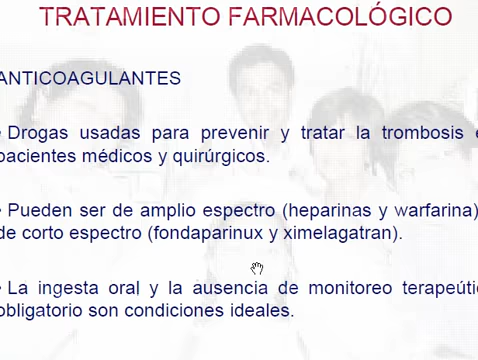 TRATAMIENTO FARMACOLÓGICO
ANTICOAGULANTES
• Drogas usadas para prevenir y tratar la trombosis e
pacientes médicos y quirúrgicos.
• Pueden ser de amplio espectro (heparinas y warfarina)
de corto espectro (fondaparinux y ximelagatran).
• La ingesta oral y la ausencia de monitoreo terapeúti
obligatorio son condiciones ideales.